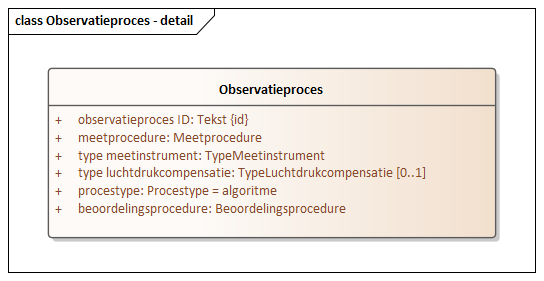 class Observatieproces - detail
Observatieproces
+ observatieproces ID: Tekst {id}
+ meetprocedure: Meetprocedure
+ type meetinstrument: TypeMeetinstrument
+ type luchtdrukcompensatie: TypeLuchtdrukcompensatie [0..1]
+ procestype: Procestype = algoritme
+ beoordelingsprocedure: Beoordelingsprocedure